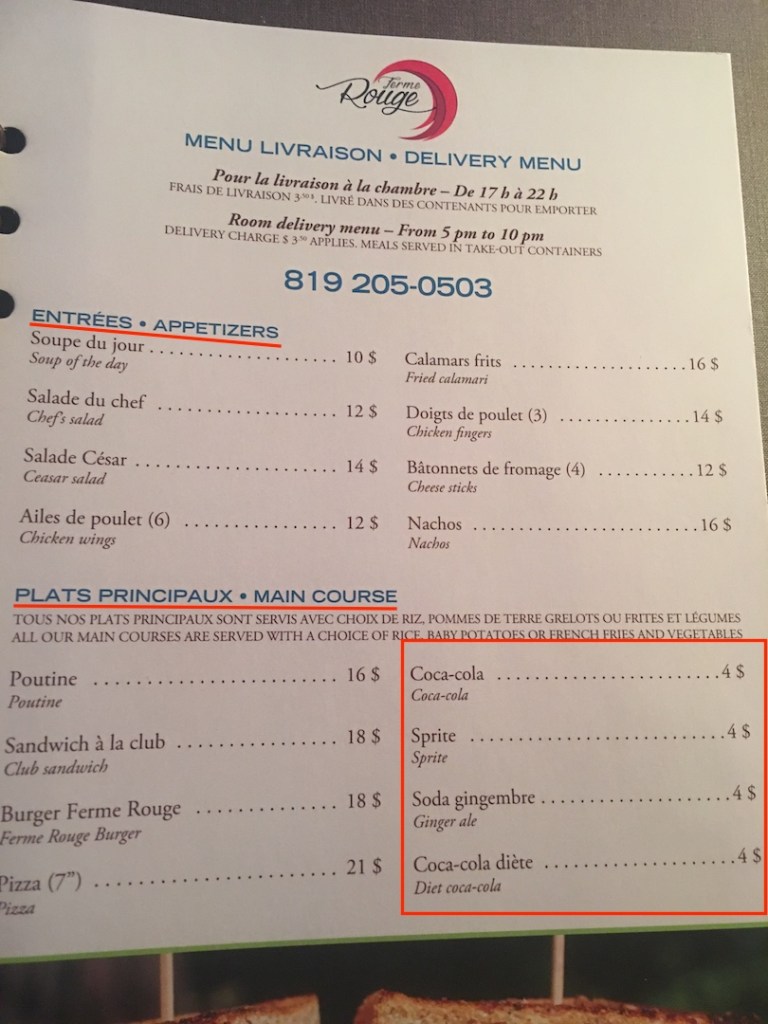 Ferme
Rouge
MENU LIVRAISON • DELIVERY MENU
Pour la livraison à la chambre – De 17 h à 22 h
FRAIS DE LIVRAISON 3.50 $. LIVRÉ DANS DES CONTENANTS POUR EMPORTER
Room delivery menu – From 5 pm to 10 pm
DELIVERY CHARGE $ 3.50 APPLIES. MEALS SERVED IN TAKE-OUT CONTAINERS
819 205-0503
ENTRÉES • APPETIZERS
Soupe du jour .................... 10 $
Soup of the day
Salade du chef .................... 12 $
Chef's salad
Salade César .................... 14 $
Ceasar salad
Ailes de poulet (6) .................... 12 $
Chicken wings
Calamars frits .................... 16 $
Fried calamari
Doigts de poulet (3) .................... 14 $
Chicken fingers
Bâtonnets de fromage (4) .................... 12 $
Cheese sticks
Nachos .................... 16 $
Nachos
PLATS PRINCIPAUX • MAIN COURSE
TOUS NOS PLATS PRINCIPAUX SONT SERVIS AVEC CHOIX DE RIZ, POMMES DE TERRE GRELOTS OU FRITES ET LÉGUMES
ALL OUR MAIN COURSES ARE SERVED WITH A CHOICE OF RICE, BABY POTATOES OR FRENCH FRIES AND VEGETABLES
Poutine .................... 16 $
Poutine
Sandwich à la club .................... 18 $
Club sandwich
Burger Ferme Rouge .................... 18 $
Ferme Rouge Burger
Pizza (7”) .................... 21 $
Pizza
Coca-cola .................... 4 $
Coca-cola
Sprite .................... 4 $
Sprite
Soda gingembre .................... 4 $
Ginger ale
Coca-cola diète .................... 4 $
Diet coca-cola